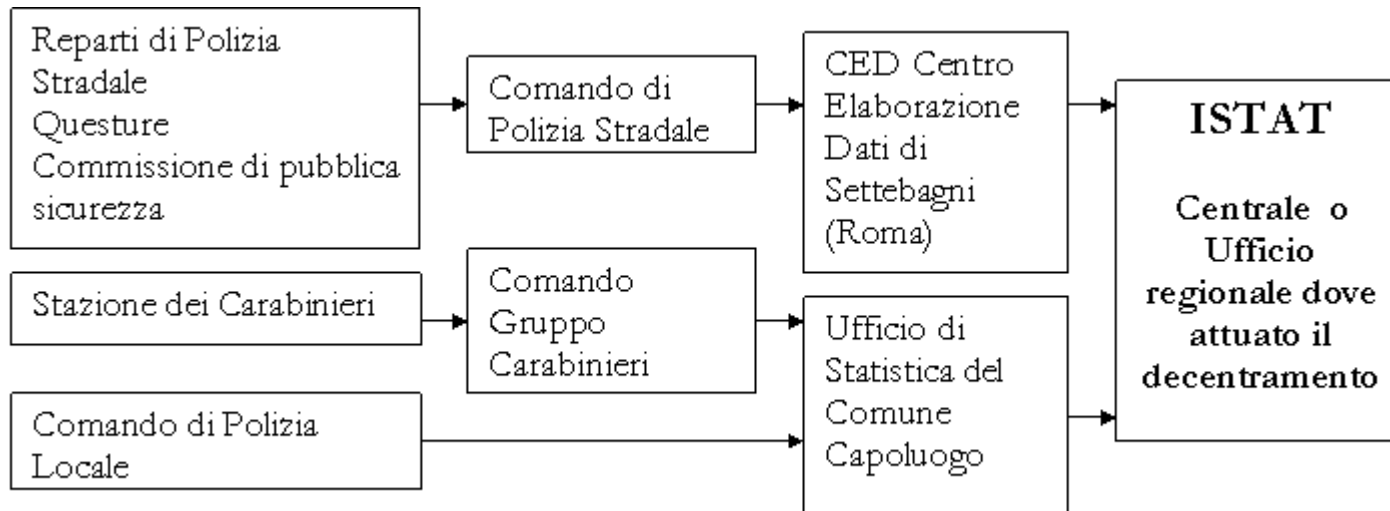 Reparti di Polizia
Stradale
Questure
Commissione di pubblica
sicurezza
Comando di
Polizia Stradale
CED Centro
Elaborazione
Dati di
Settebagni
(Roma)
ISTAT
Centrale o
Ufficio
regionale dove
attuato il
decentramento
Stazione dei Carabinieri
Comando
Gruppo
Carabinieri
Ufficio di
Statistica del
Comune
Capoluogo
Comando di Polizia
Locale